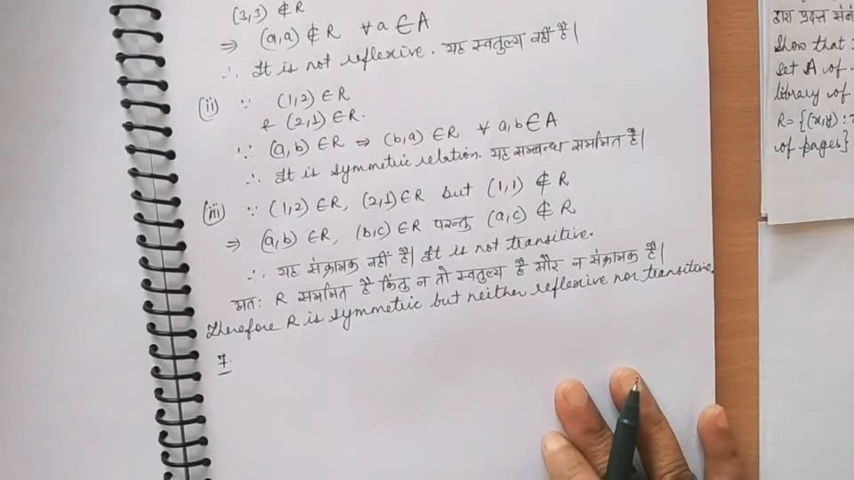 (3,3) ∉ R
⇒ (a,a) ∉ R ∀ a ∈ A
∴ It is not reflexive. यह स्वतुल्य नहीं है|
(ii) ∵ (1,2) ∈ R
& (2,1) ∈ R.
∵ (a,b) ∈ R ⇒ (b,a) ∈ R ∀ a,b ∈ A
∴ It is symmetric relation. यह सम्बन्ध सममित है|
(iii) ∵ (1,2) ∈ R, (2,1) ∈ R but (1,1) ∉ R
⇒ (a,b) ∈ R, (b,c) ∈ R परन्तु (a,c) ∉ R
∴ यह संक्रामक नहीं है| It is not transitive.
अतः R सममित है किंतु न तो स्वतुल्य है और न संक्रामक है|
Therefore R is symmetric but neither reflexive nor transitive.
7.
द्वारा प्रदत्त संबं
Show that
set A of
library of
R = {(x,y) :
of pages}